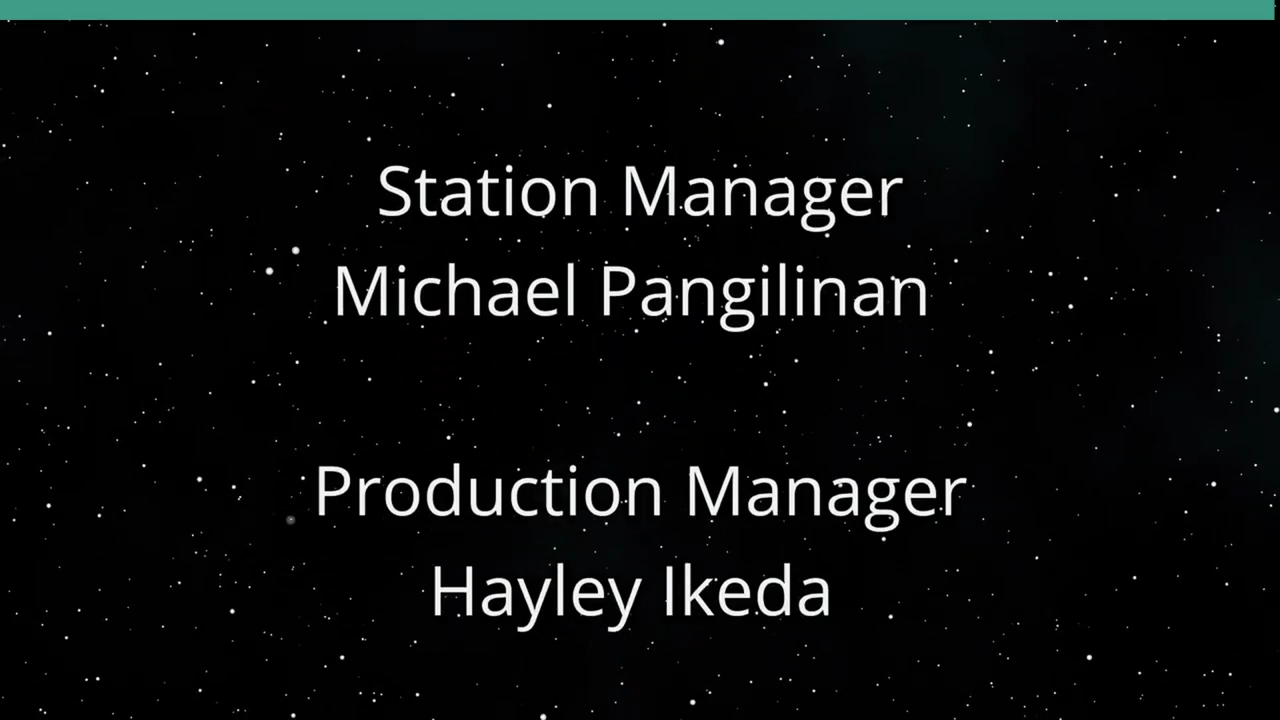 Station Manager
Michael Pangilinan
Production Manager
Hayley Ikeda